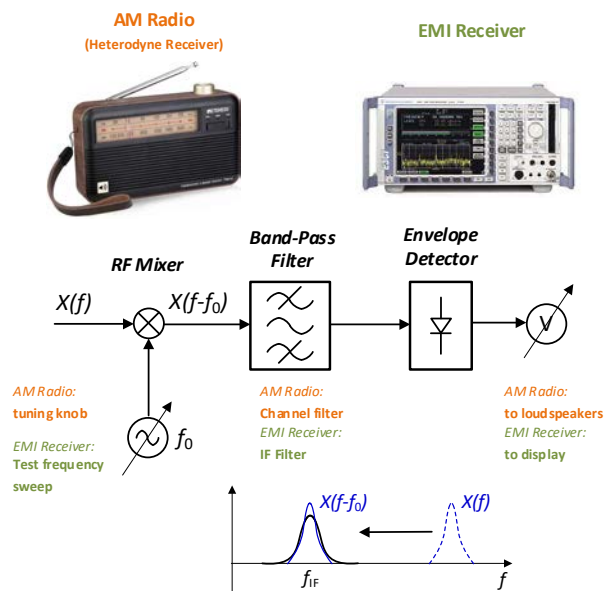 AM Radio
(Heterodyne Receiver)
EMI Receiver
RF Mixer
Band-Pass
Filter
Envelope
Detector
X(f)
X(f-f₀)
V
f₀
AM Radio:
tuning knob
EMI Receiver:
Test frequency
sweep
AM Radio:
Channel filter
EMI Receiver:
IF Filter
AM Radio:
to loudspeakers
EMI Receiver:
to display
X(f-f₀)
X(f)
f_IF
f